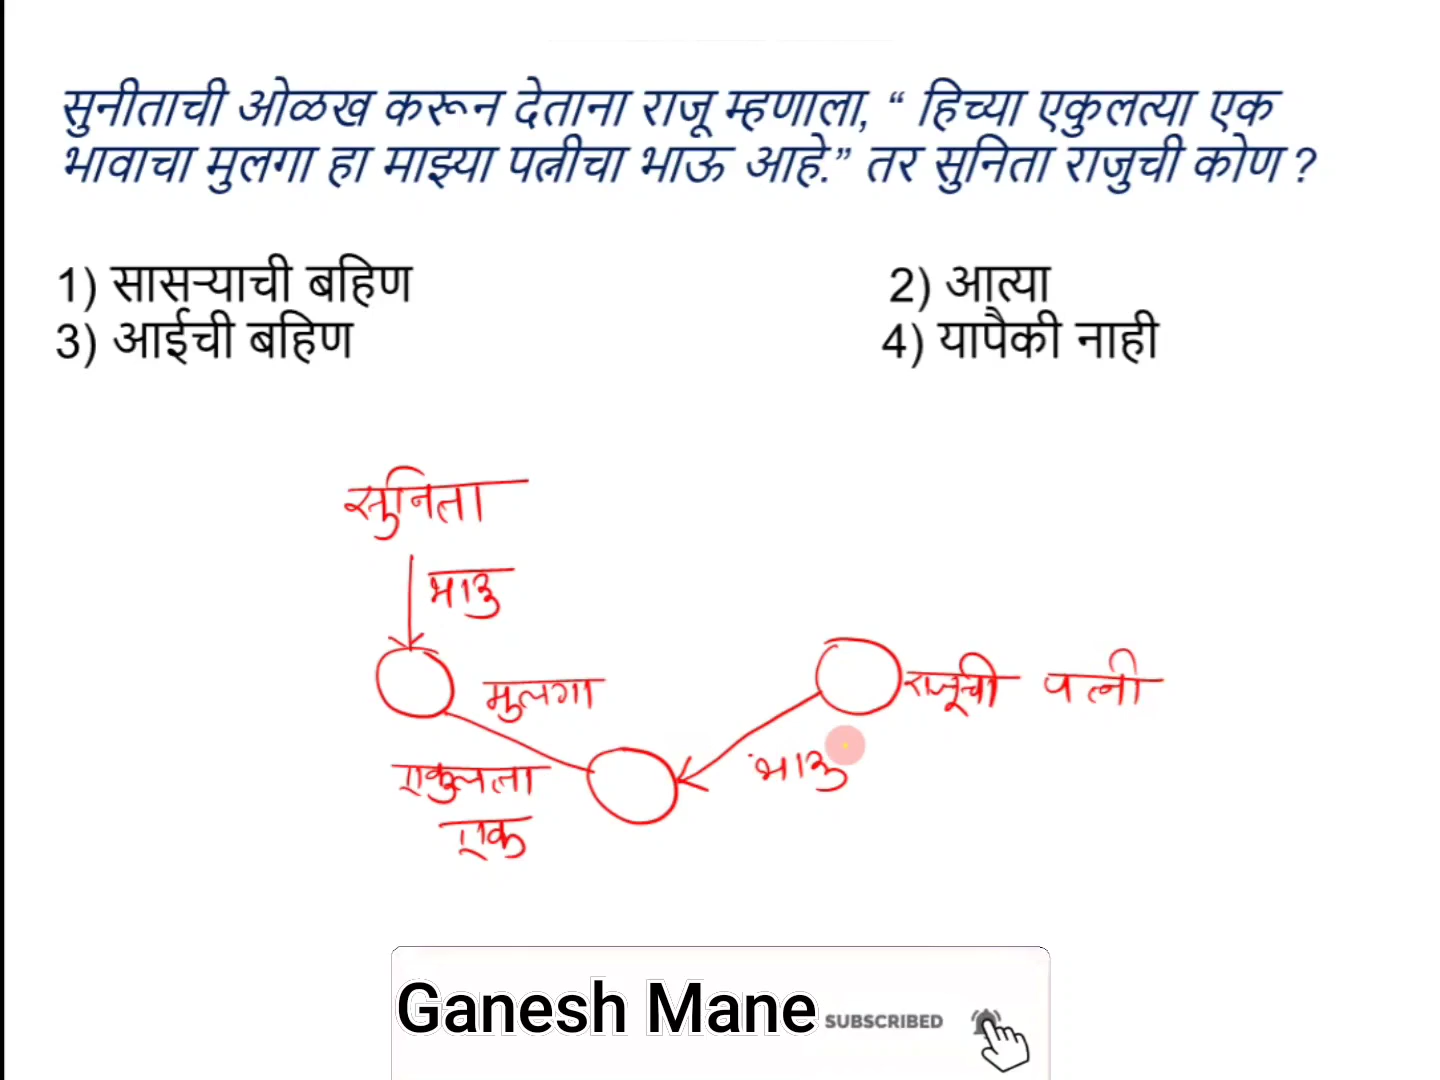 सुनीताची ओळख करून देताना राजू म्हणाला, “ हिच्या एकुलत्या एक
भावाचा मुलगा हा माझ्या पत्नीचा भाऊ आहे.” तर सुनिता राजुची कोण ?
1) सासऱ्याची बहिण 2) आत्या
3) आईची बहिण 4) यापैकी नाही
सुनिता
भाऊ
मुलगा
राजूची पत्नी
एकुलता
एक
भाऊ
Ganesh Mane SUBSCRIBED